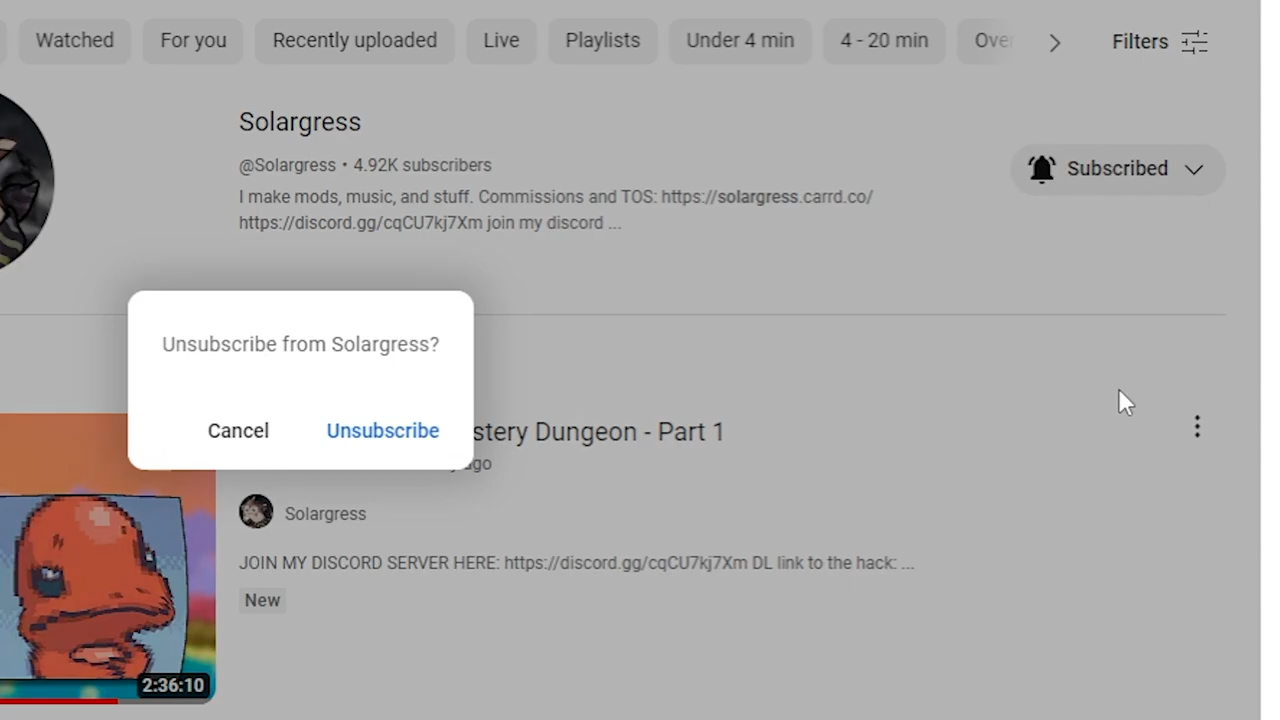 Watched For you Recently uploaded Live Playlists Under 4 min 4 - 20 min Over Filters
Solargress
@Solargress • 4.92K subscribers
Subscribed
I make mods, music, and stuff. Commissions and TOS: https://solargress.carrd.co/
https://discord.gg/cqCU7kj7Xm join my discord ...
Unsubscribe from Solargress?
Cancel Unsubscribe
stery Dungeon - Part 1
ago
Solargress
JOIN MY DISCORD SERVER HERE: https://discord.gg/cqCU7kj7Xm DL link to the hack: ...
New
2:36:10